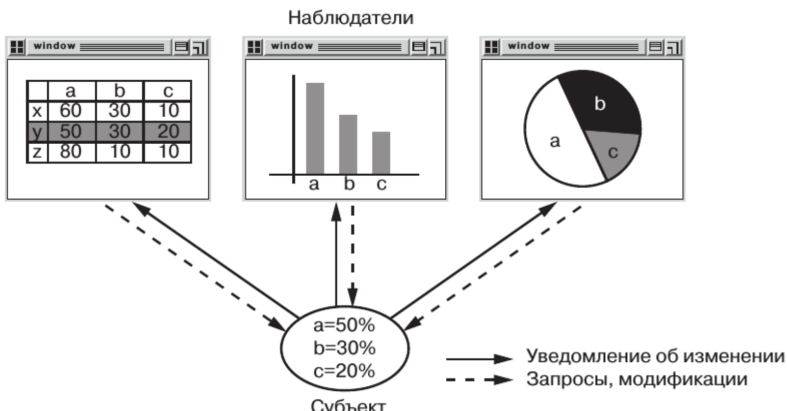 Наблюдатели
window
window
window
a b c
x 60 30 10
y 50 30 20
z 80 10 10
a b c
b
a
c
a=50%
b=30%
c=20%
Субъект
Уведомление об изменении
Запросы, модификации